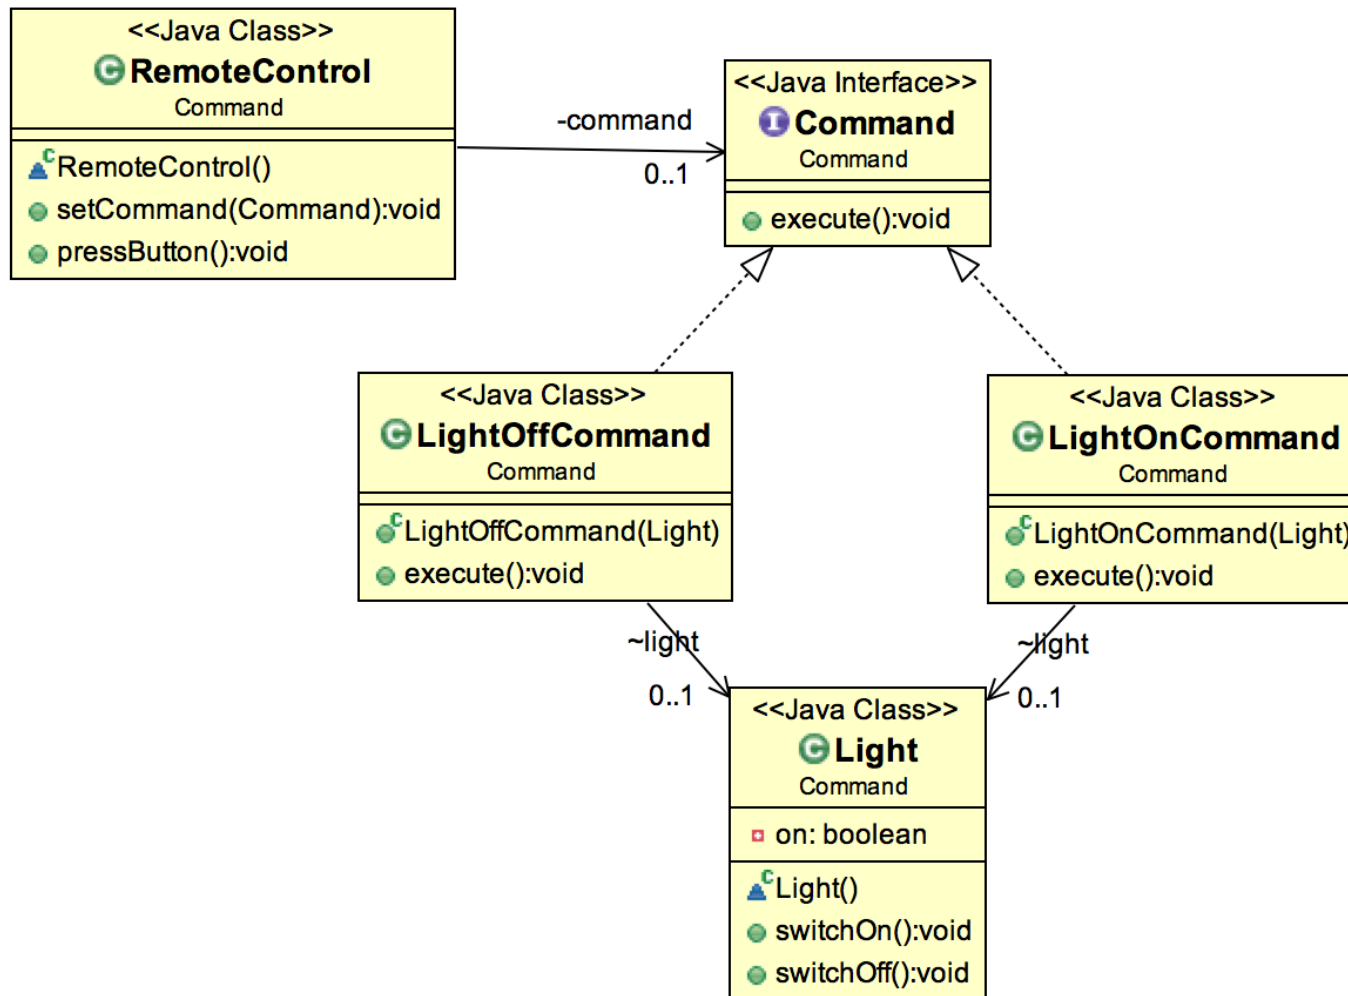 <<Java Class>>
RemoteControl
Command
RemoteControl()
setCommand(Command):void
pressButton():void
-command
0..1
<<Java Interface>>
Command
Command
execute():void
<<Java Class>>
LightOffCommand
Command
LightOffCommand(Light)
execute():void
<<Java Class>>
LightOnCommand
Command
LightOnCommand(Light)
execute():void
~light
0..1
~light
0..1
<<Java Class>>
Light
Command
on: boolean
Light()
switchOn():void
switchOff():void